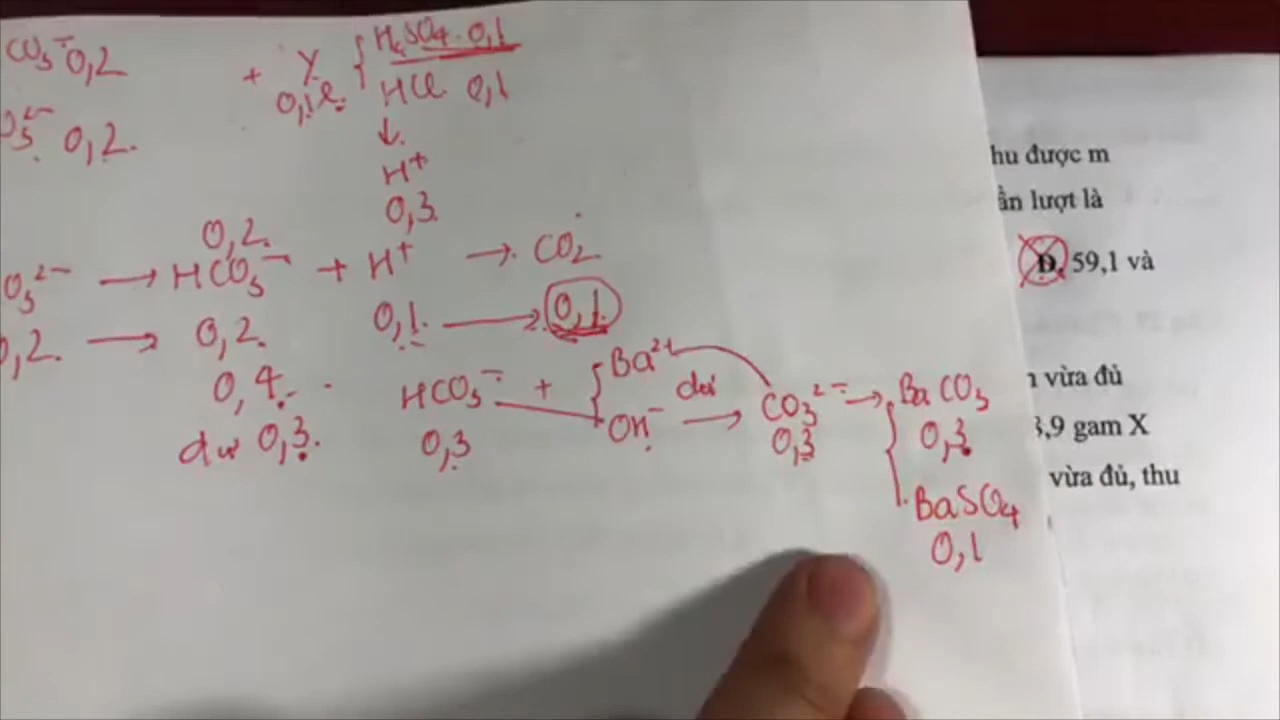 CO₃⁻ 0,2 + Y { H₂SO₄ 0,1
0,1l HCl 0,1
O₃²⁻ 0,2. ↓
H⁺
0,3
0,2.
O₃²⁻ → HCO₃⁻ + H⁺ → CO₂
0,2. → 0,2. 0,1. → 0,1
0,4.
dư 0,3.
HCO₃⁻ + { Ba²⁺
OH⁻ dư → CO₃²⁻ → BaCO₃
0,3 0,3 0,3
BaSO₄
0,1
hu được m
ần lượt là
D. 59,1 và
vừa đủ
3,9 gam X
vừa đủ, thu